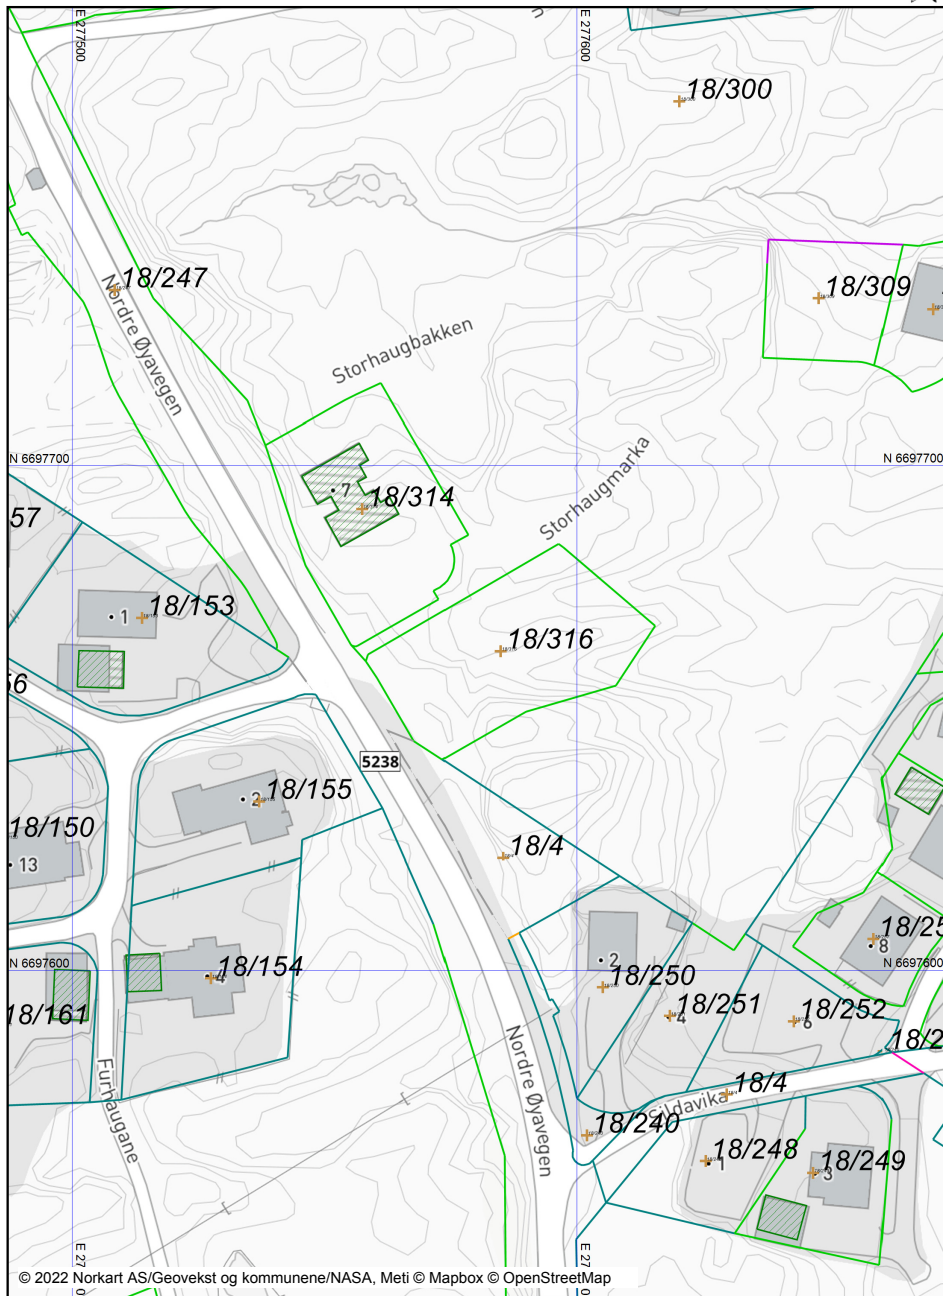 E 277500
E 277600
18/300
18/247
18/309
Nordre Øyavegen
Storhaugbakken
N 6697700
N 6697700
Storhaugmarka
7
18/314
57
1
18/153
18/316
56
5238
2
18/155
18/150
13
18/4
18/25
8
N 6697600
N 6697600
4
18/154
2
18/250
18/161
4
18/251
6
18/252
18/2
Nordre Øyavegen
Furhaugane
18/4
Sildavika
18/240
18/248
1
18/249
3
© 2022 Norkart AS/Geovekst og kommunene/NASA, Meti © Mapbox © OpenStreetMap